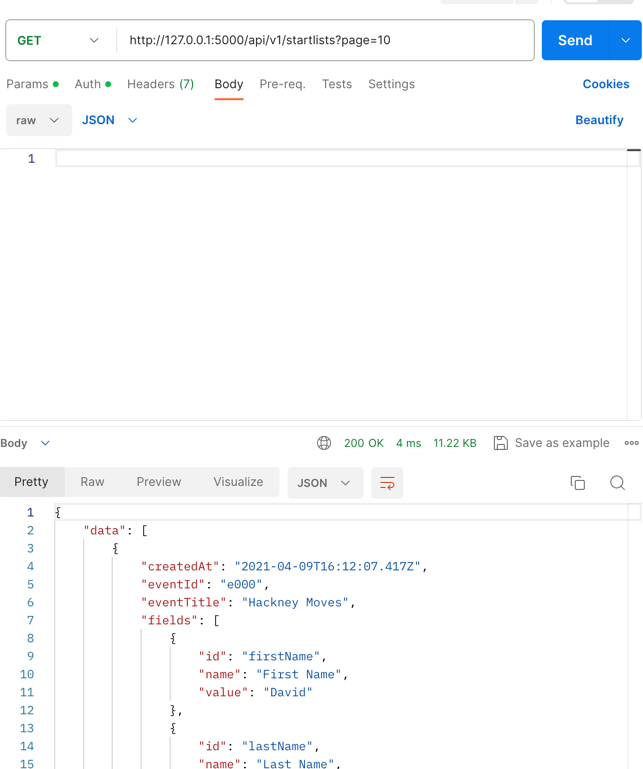 GET http://127.0.0.1:5000/api/v1/startlists?page=10 Send
Params Auth Headers (7) Body Pre-req. Tests Settings Cookies
raw JSON Beautify
1
Body 200 OK 4 ms 11.22 KB Save as example
Pretty Raw Preview Visualize JSON
1 {
2 "data": [
3 {
4 "createdAt": "2021-04-09T16:12:07.417Z",
5 "eventId": "e000",
6 "eventTitle": "Hackney Moves",
7 "fields": [
8 {
9 "id": "firstName",
10 "name": "First Name",
11 "value": "David"
12 },
13 {
14 "id": "lastName",
15 "name": "Last Name",